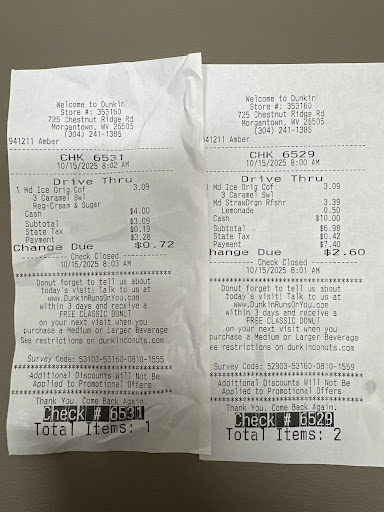 Welcome to Dunkin'
Store #: 353160
725 Chestnut Ridge Rd
Morgantown, WV 26505
(304) 241-1386
941211 Amber
CHK 6531
10/15/2025 8:02 AM
Drive Thru
1 Md Ice Orig Cof 3.09
3 Caramel Swl
Reg-Cream & Sugar
Cash $4.00
Subtotal $3.09
State Tax $0.19
Payment $3.28
Change Due $0.72
---- Check Closed ----
10/15/2025 8:03 AM
Donut forget to tell us about
today's visit! Talk to us at
www.DunkinRunsOnYou.com
within 3 days and receive a
FREE CLASSIC DONUT
on your next visit when you
purchase a Medium or Larger Beverage
See restrictions on dunkindonuts.com
Survey Code: 53103-53160-0810-1555
Additional Discounts Will Not Be
Applied to Promotional Offers
Thank You. Come Back Again.
Check # 6531
Total Items: 1
Welcome to Dunkin'
Store #: 353160
725 Chestnut Ridge Rd
Morgantown, WV 26505
(304) 241-1386
941211 Amber
CHK 6529
10/15/2025 8:00 AM
Drive Thru
1 Md Ice Orig Cof 3.09
3 Caramel Swl
Md StrawDrgn Rfshr 3.39
Lemonade 0.50
Cash $10.00
Subtotal $6.98
State Tax $0.42
Payment $7.40
Change Due $2.60
---- Check Closed ----
10/15/2025 8:01 AM
Donut forget to tell us about
today's visit! Talk to us at
www.DunkinRunsOnYou.com
within 3 days and receive a
FREE CLASSIC DONUT
on your next visit when you
purchase a Medium or Larger Beverage
See restrictions on dunkindonuts.com
Survey Code: 52903-53160-0810-1559
Additional Discounts Will Not Be
Applied to Promotional Offers
Thank You. Come Back Again.
Check # 6529
Total Items: 2